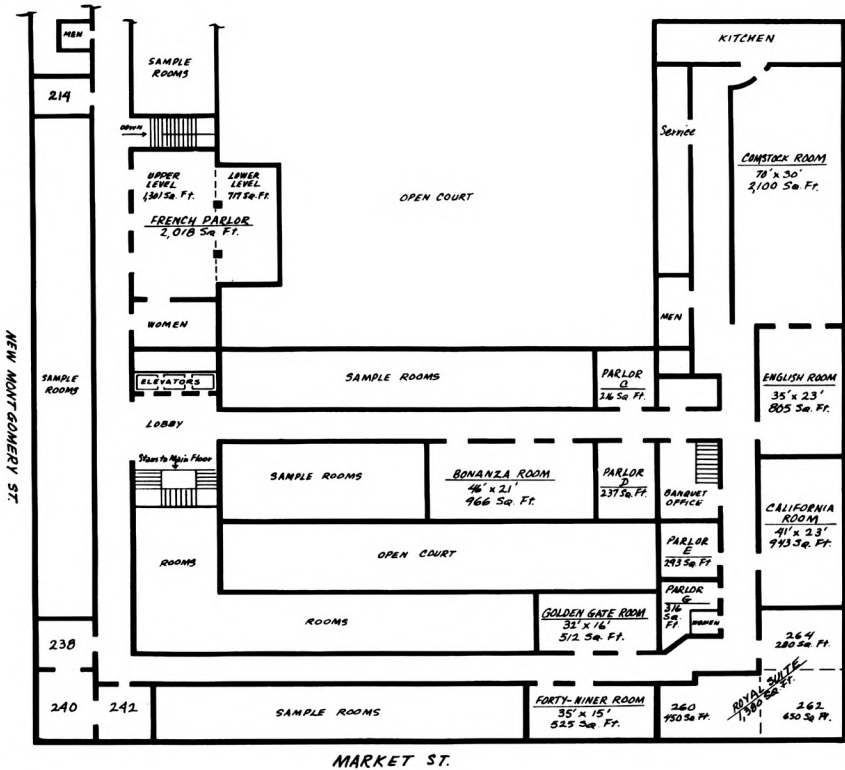 MEN
SAMPLE
ROOMS
KITCHEN
214
DOWN
Service
UPPER
LEVEL
1,301 Sq. Ft.
LOWER
LEVEL
717 Sq. Ft.
FRENCH PARLOR
2,018 Sq. Ft.
OPEN COURT
COMSTOCK ROOM
70' x 30'
2,100 Sq. Ft.
WOMEN
MEN
NEW MONTGOMERY ST.
SAMPLE
ROOMS
ELEVATORS
SAMPLE ROOMS
PARLOR
C
216 Sq. Ft.
ENGLISH ROOM
35' x 23'
805 Sq. Ft.
LOBBY
Stairs to Main Floor
SAMPLE ROOMS
BONANZA ROOM
46' x 21'
966 Sq. Ft.
PARLOR
D
237 Sq. Ft.
BANQUET
OFFICE
CALIFORNIA
ROOM
41' x 23'
943 Sq. Ft.
ROOMS
OPEN COURT
PARLOR
E
293 Sq. Ft
ROOMS
GOLDEN GATE ROOM
32' x 16'
512 Sq. Ft.
PARLOR
G
316
Sq.
Ft.
WOMEN
238
264
280 Sq. Ft.
240
242
SAMPLE ROOMS
FORTY-NINER ROOM
35' x 15'
525 Sq. Ft.
260
450 Sq. Ft.
ROYAL SUITE
1,380 Sq. Ft.
262
650 Sq. Ft.
MARKET ST.